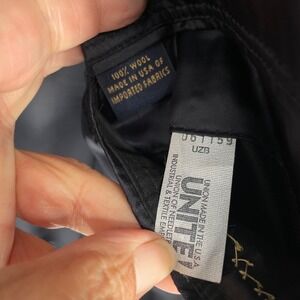 100% WOOL
MADE IN USA OF
IMPORTED FABRICS
061159
UZB
UNION MADE IN THE U.S.A.
UNITE!
UNION OF NEEDLETRADES
INDUSTRIAL & TEXTILE EMPLOYEES